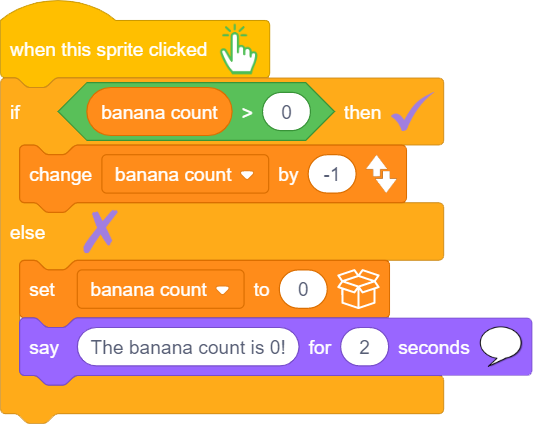 when this sprite clicked
if banana count > 0 then
change banana count by -1
else
set banana count to 0
say The banana count is 0! for 2 seconds